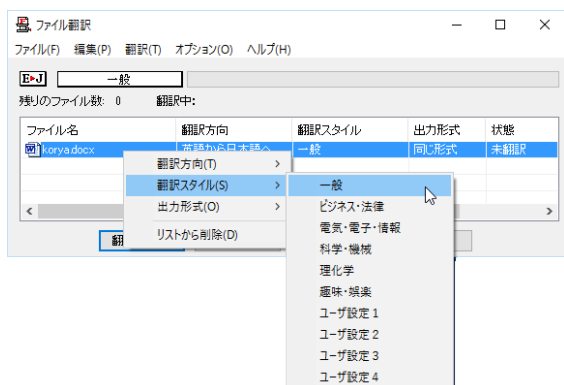 ファイル翻訳
ファイル(F) 編集(P) 翻訳(T) オプション(O) ヘルプ(H)
E▶J 一般
残りのファイル数: 0 翻訳中:
ファイル名 翻訳方向 翻訳スタイル 出力形式 状態
korya.docx 英語から日本語へ 一般 同じ形式 未翻訳
翻訳方向(T)
翻訳スタイル(S)
出力形式(O)
リストから削除(D)
翻
一般
ビジネス・法律
電気・電子・情報
科学・機械
理化学
趣味・娯楽
ユーザ設定 1
ユーザ設定 2
ユーザ設定 3
ユーザ設定 4